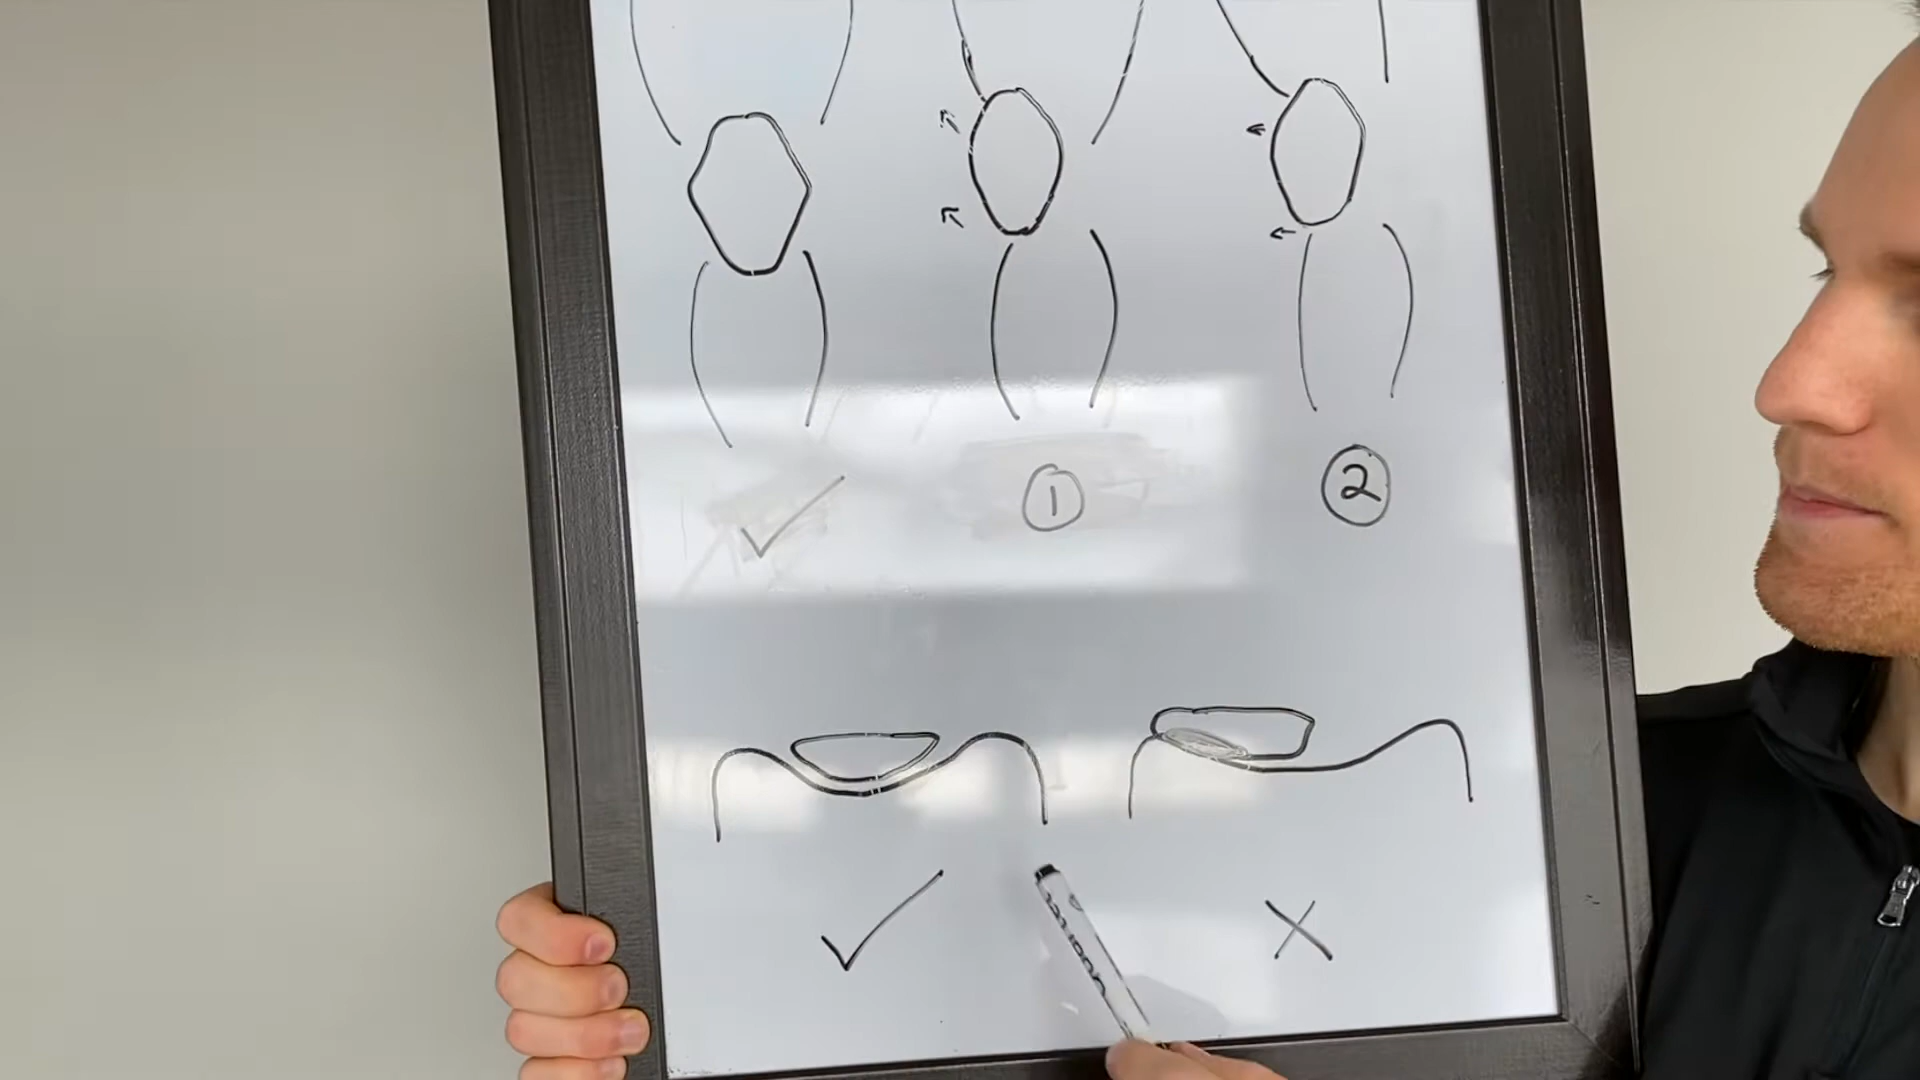 ✓ ① ②
✓ ✗